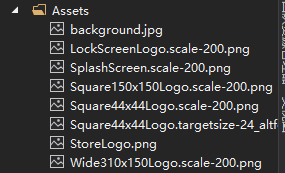 Assets
background.jpg
LockScreenLogo.scale-200.png
SplashScreen.scale-200.png
Square150x150Logo.scale-200.png
Square44x44Logo.scale-200.png
Square44x44Logo.targetsize-24_altf
StoreLogo.png
Wide310x150Logo.scale-200.png